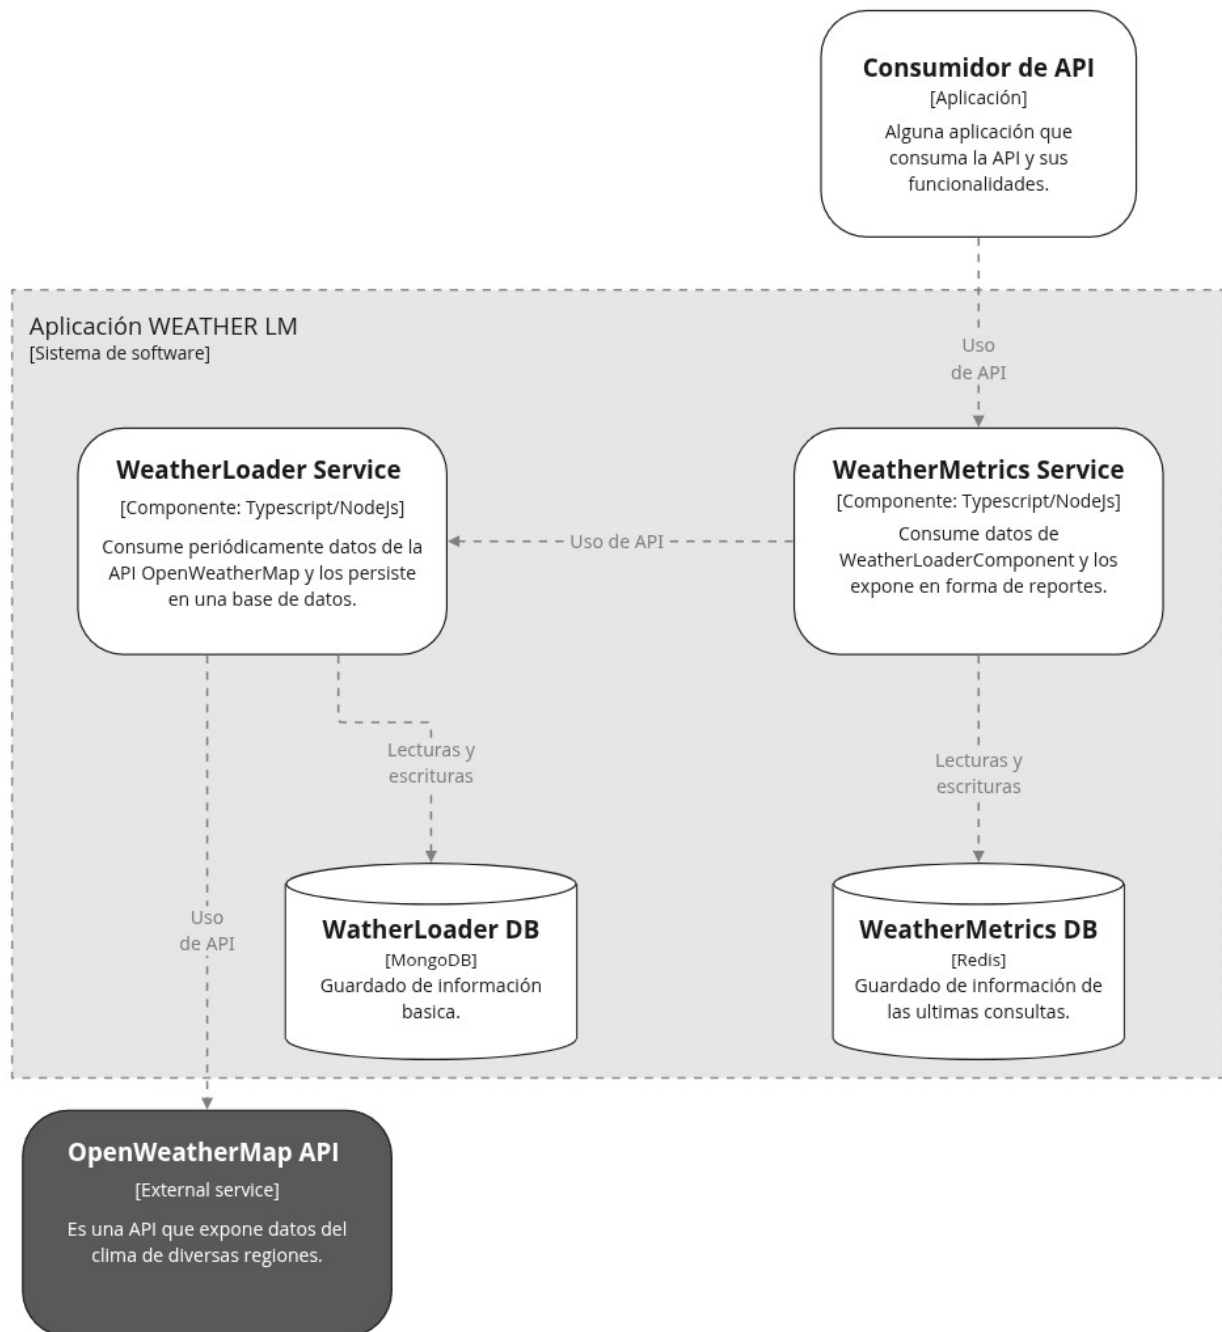 Consumidor de API
[Aplicación]
Alguna aplicación que
consuma la API y sus
funcionalidades.
Aplicación WEATHER LM
[Sistema de software]
Uso
de API
WeatherLoader Service
[Componente: Typescript/NodeJs]
Consume periódicamente datos de la
API OpenWeatherMap y los persiste
en una base de datos.
Uso de API
WeatherMetrics Service
[Componente: Typescript/NodeJs]
Consume datos de
WeatherLoaderComponent y los
expone en forma de reportes.
Lecturas y
escrituras
Lecturas y
escrituras
Uso
de API
WatherLoader DB
[MongoDB]
Guardado de información
basica.
WeatherMetrics DB
[Redis]
Guardado de información de
las ultimas consultas.
OpenWeatherMap API
[External service]
Es una API que expone datos del
clima de diversas regiones.